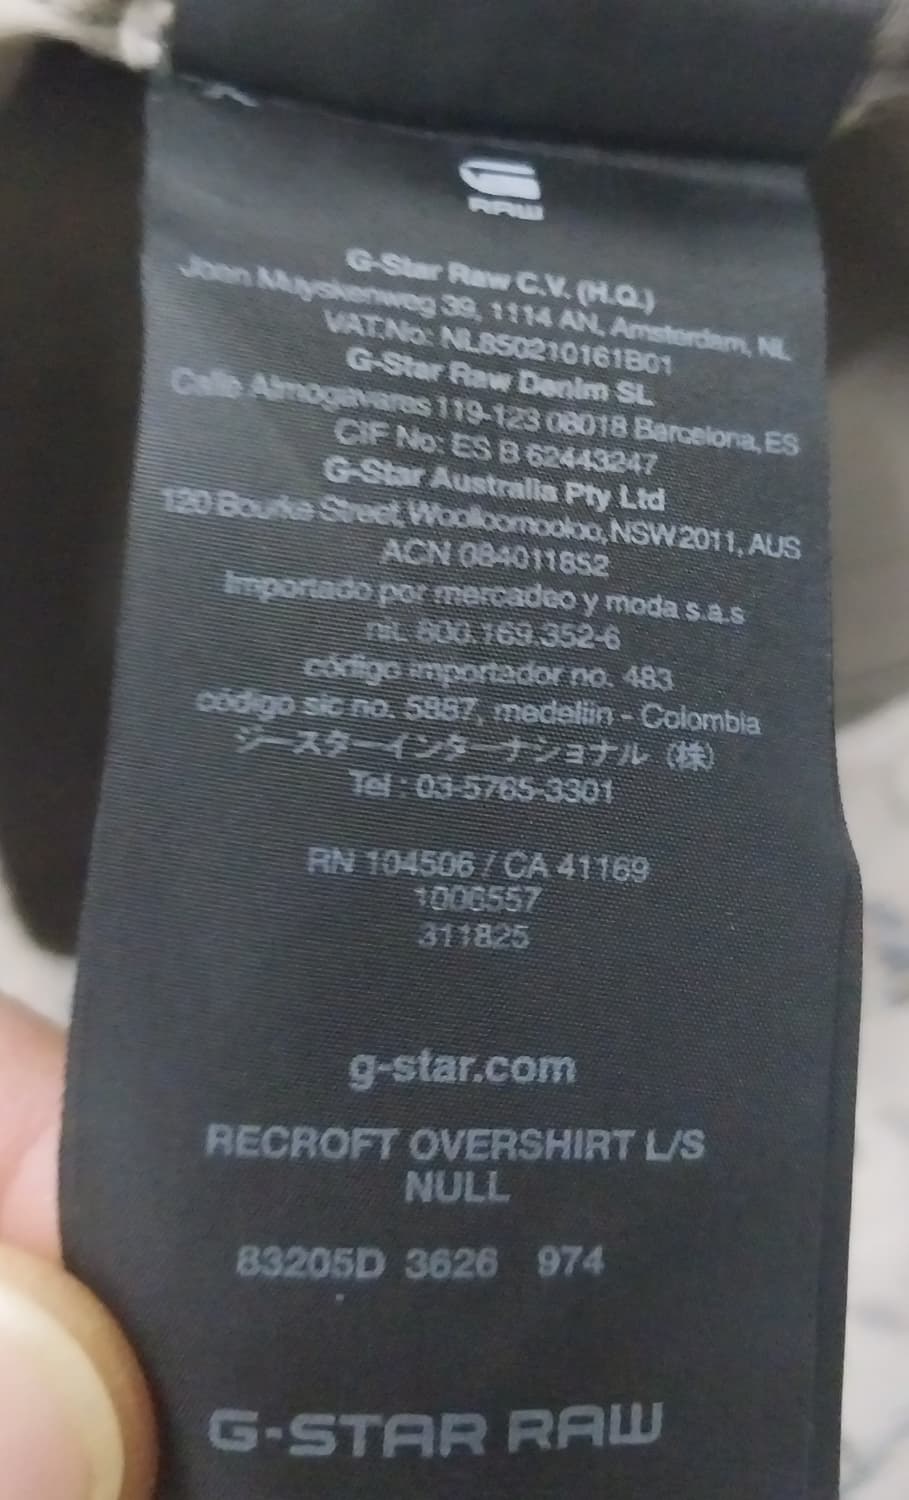 RAW
G-Star Raw C.V. (H.Q.)
Joan Muyskenweg 39, 1114 AN, Amsterdam, NL
VAT.No: NL850210161B01
G-Star Raw Denim SL
Calle Almogavares 119-123 08018 Barcelona, ES
CIF No: ES B 62443247
G-Star Australia Pty Ltd
120 Bourke Street, Woolloomooloo, NSW 2011, AUS
ACN 084011852
Importado por mercadeo y moda s.a.s
nit. 800.169.352-6
código importador no. 483
código sic no. 5887, medellin - Colombia
ジースターインターナショナル (株)
Tel : 03-5765-3301
RN 104506 / CA 41169
1006557
311825
g-star.com
RECROFT OVERSHIRT L/S
NULL
83205D 3626 974
G-STAR RAW